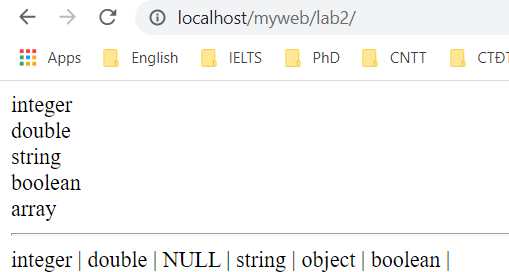 localhost/myweb/lab2/
Apps English IELTS PhD CNTT CTĐT
integer
double
string
boolean
array
integer | double | NULL | string | object | boolean |